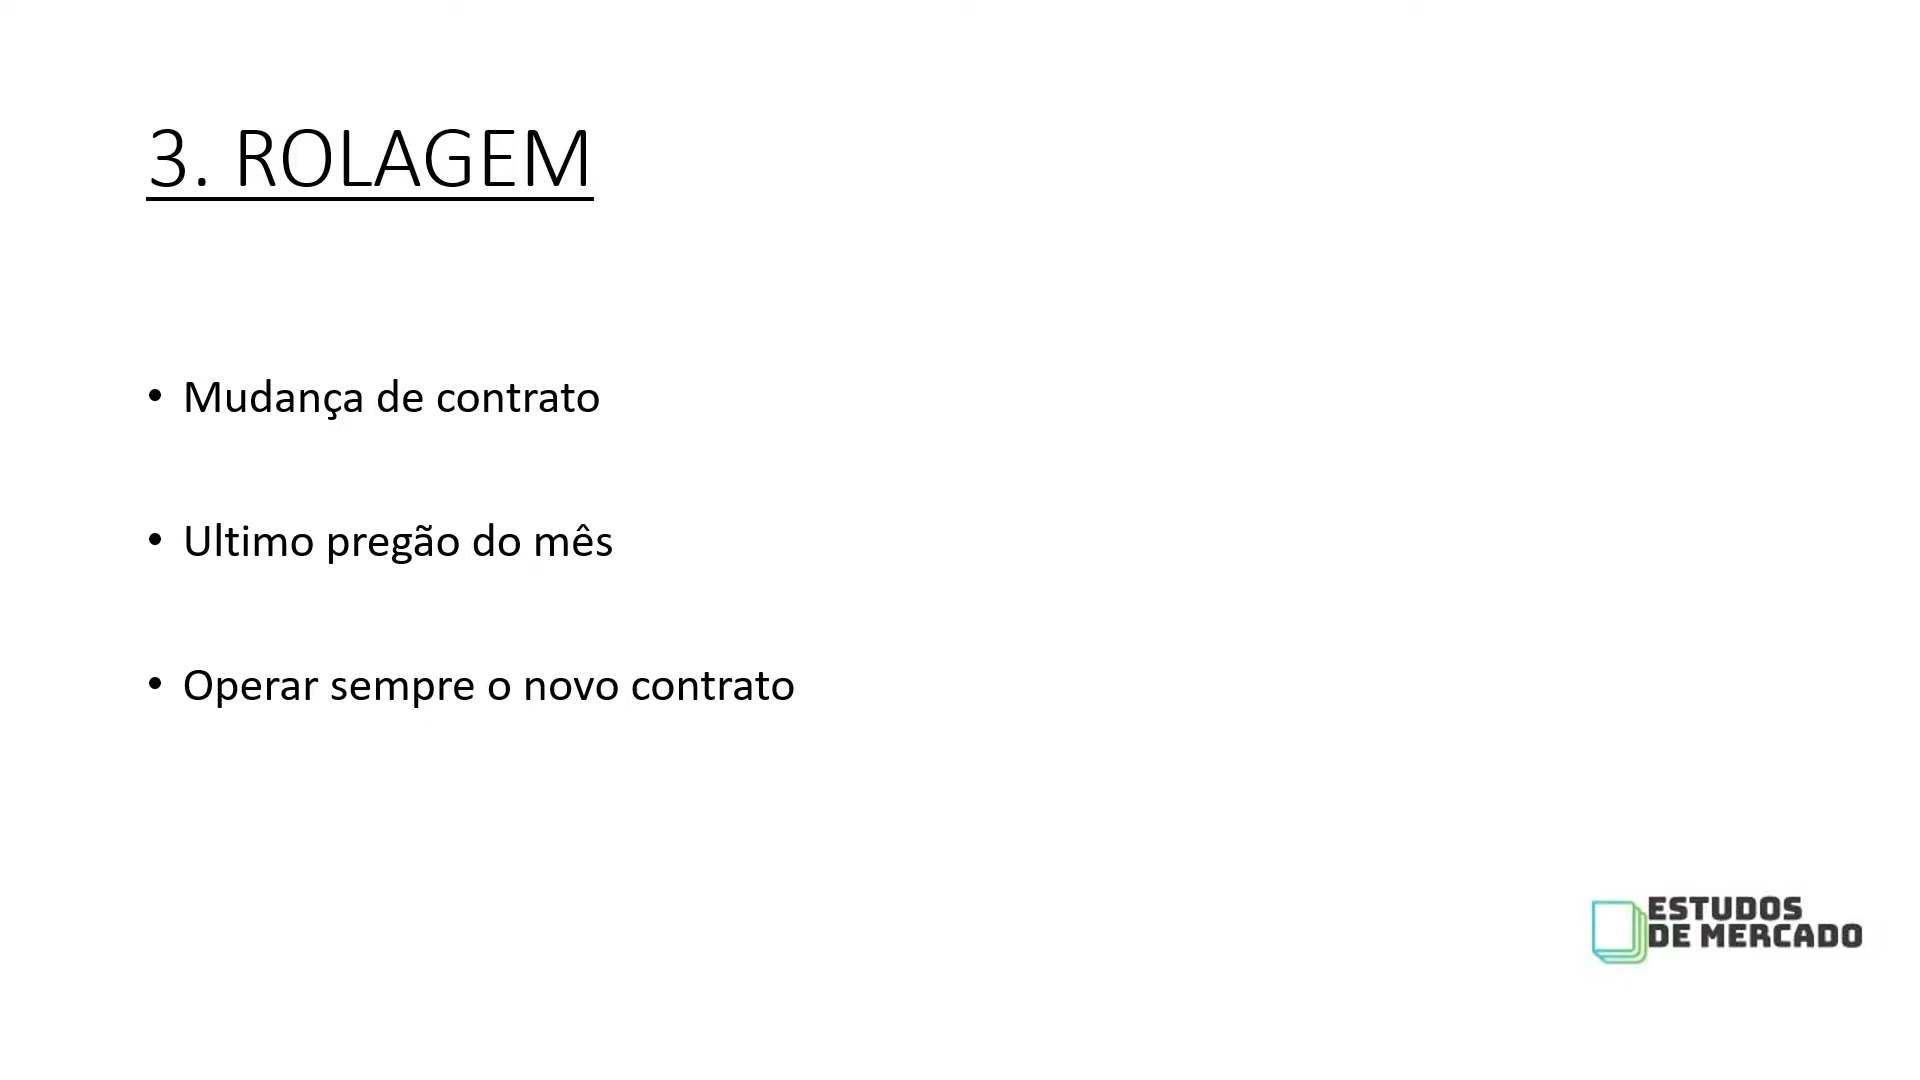 3. ROLAGEM
• Mudança de contrato
• Ultimo pregão do mês
• Operar sempre o novo contrato
ESTUDOS
DE MERCADO